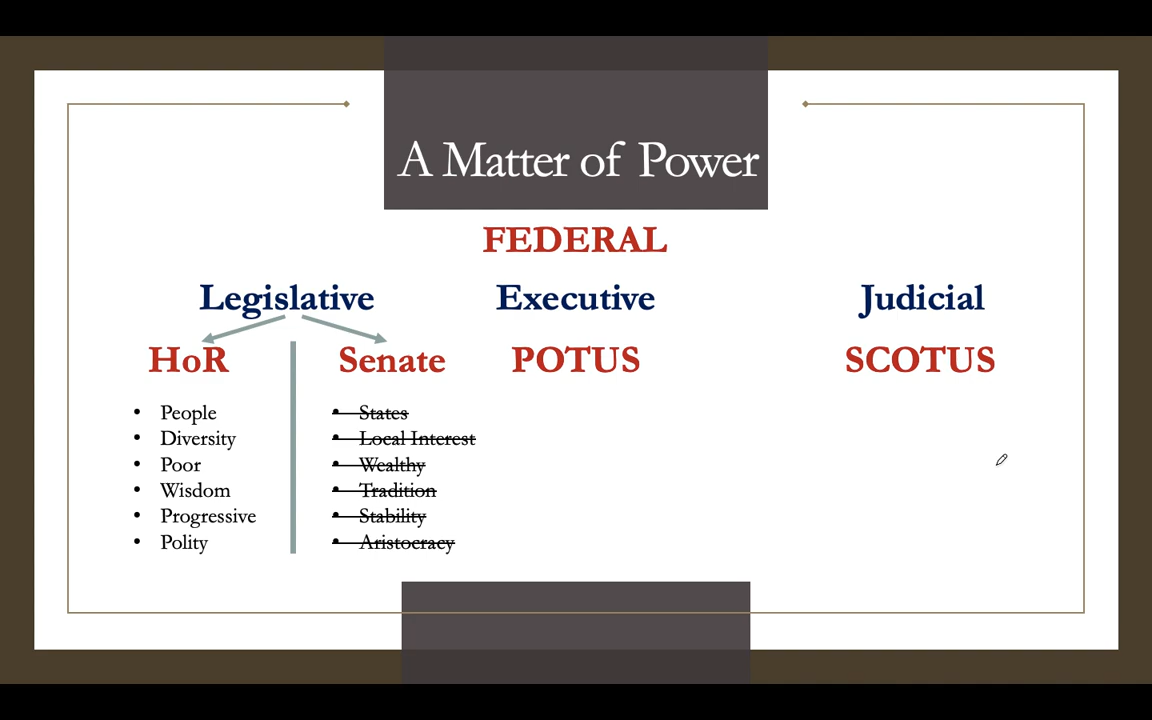 A Matter of Power
FEDERAL
Legislative Executive Judicial
HoR Senate POTUS SCOTUS
• People
• Diversity
• Poor
• Wisdom
• Progressive
• Polity
• States
• Local Interest
• Wealthy
• Tradition
• Stability
• Aristocracy